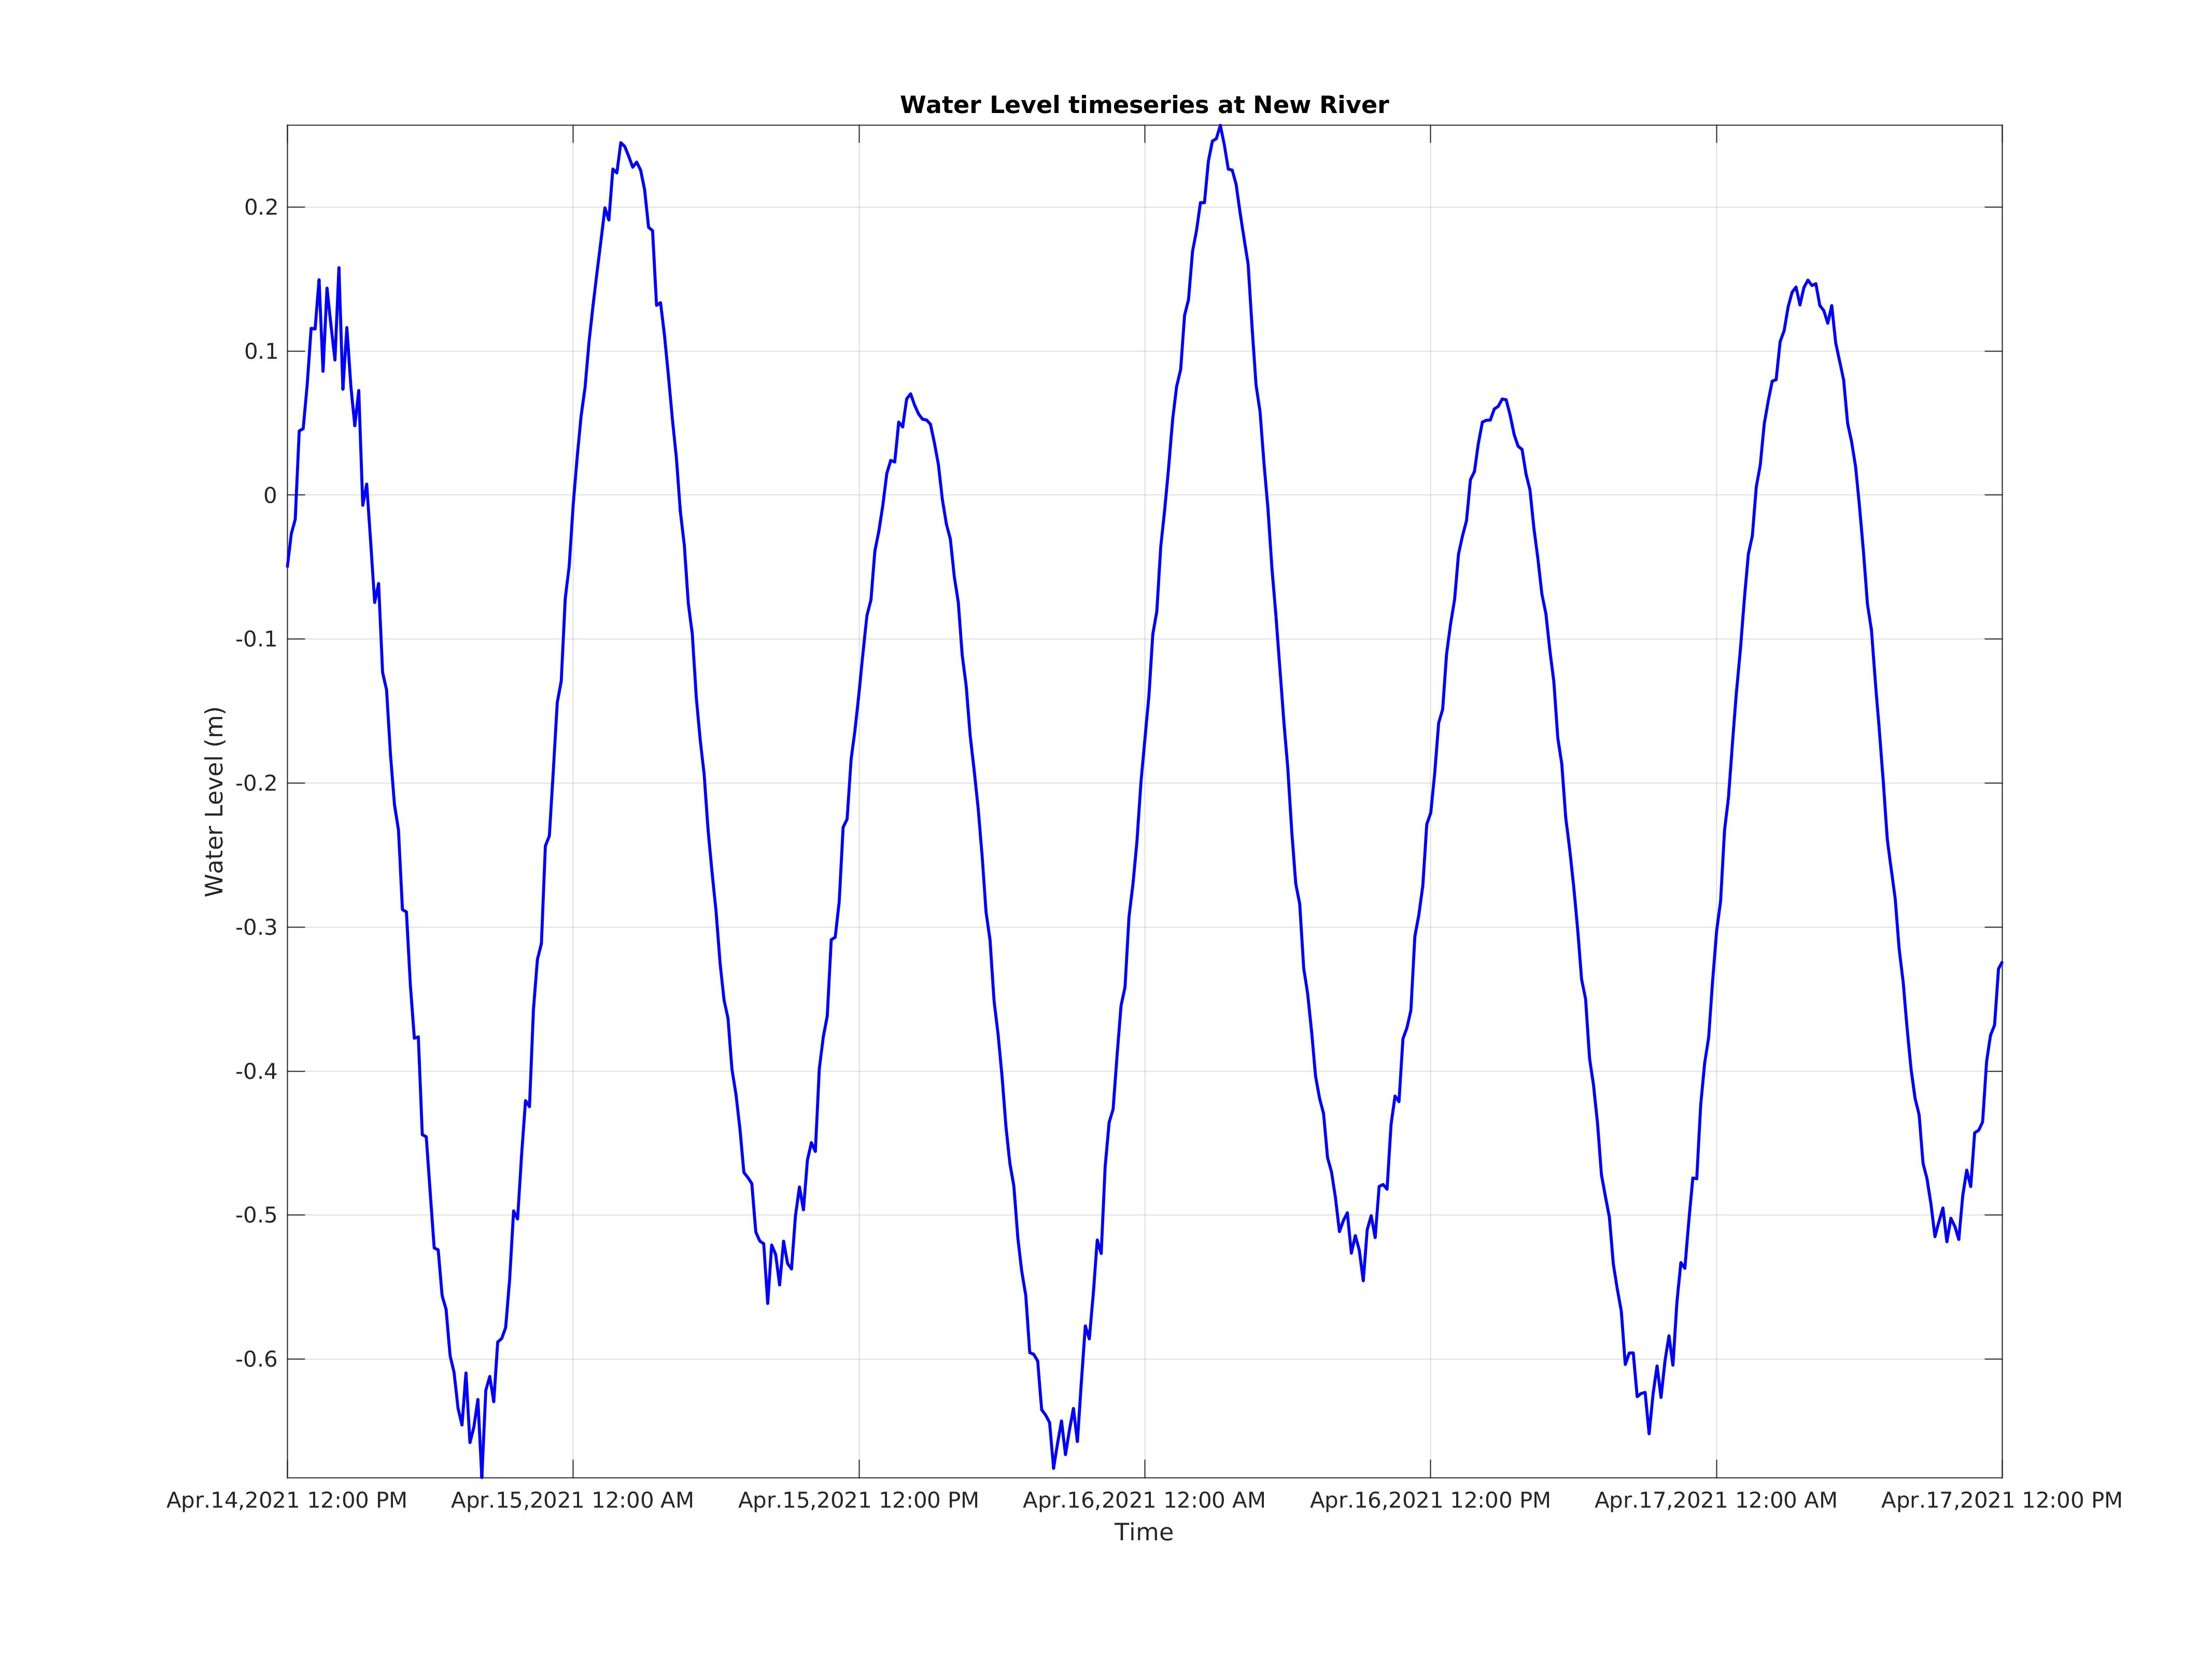 Water Level timeseries at New River
0.2
0.1
0
-0.1
-0.2
-0.3
-0.4
-0.5
-0.6
Water Level (m)
Apr.14,2021 12:00 PM
Apr.15,2021 12:00 AM
Apr.15,2021 12:00 PM
Apr.16,2021 12:00 AM
Apr.16,2021 12:00 PM
Apr.17,2021 12:00 AM
Apr.17,2021 12:00 PM
Time